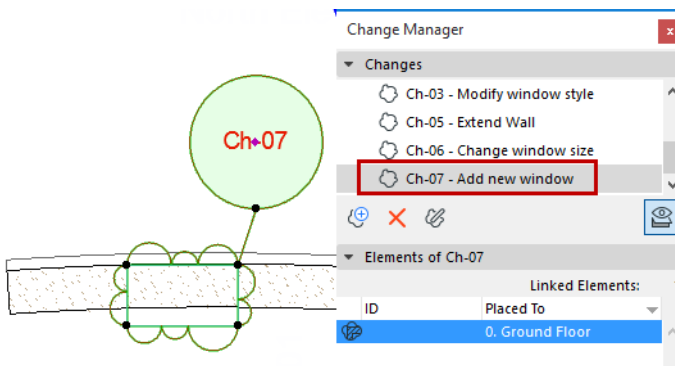 Ch-07
Change Manager
x
Changes
Ch-03 - Modify window style
Ch-05 - Extend Wall
Ch-06 - Change window size
Ch-07 - Add new window
Elements of Ch-07
Linked Elements:
ID Placed To
0. Ground Floor